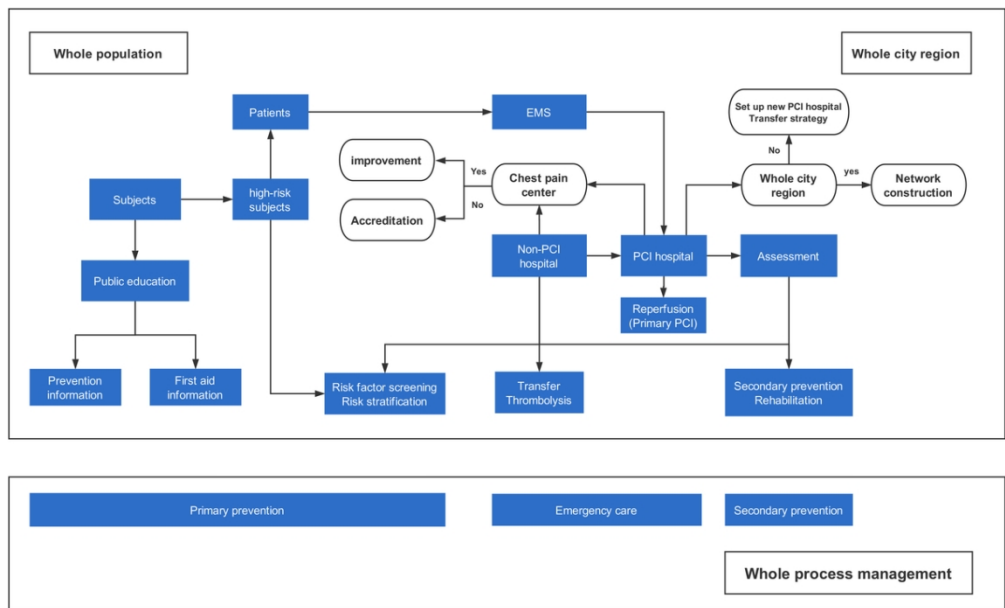 Whole population
Whole city region
Set up new PCI hospital
Transfer strategy
Patients
EMS
No
improvement
Yes
Chest pain
center
Whole city
region
yes
Network
construction
Subjects
high-risk
subjects
No
Accreditation
Non-PCI
hospital
PCI hospital
Assessment
Public education
Reperfusion
(Primary PCI)
Prevention
information
First aid
information
Risk factor screening
Risk stratification
Transfer
Thrombolysis
Secondary prevention
Rehabilitation
Primary prevention
Emergency care
Secondary prevention
Whole process management